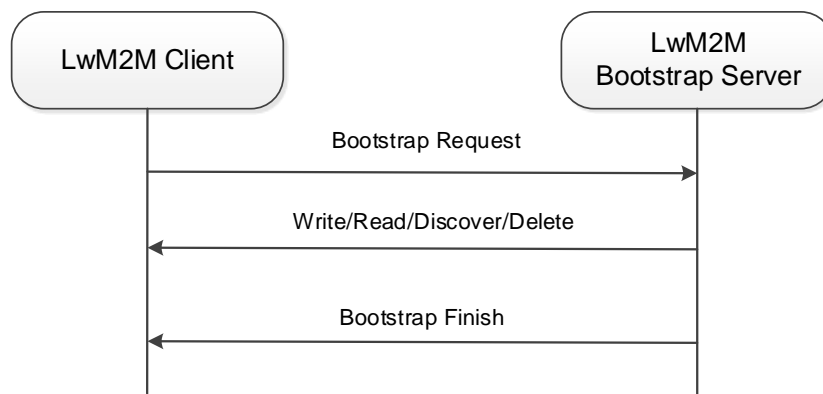 LwM2M Client
LwM2M
Bootstrap Server
Bootstrap Request
Write/Read/Discover/Delete
Bootstrap Finish